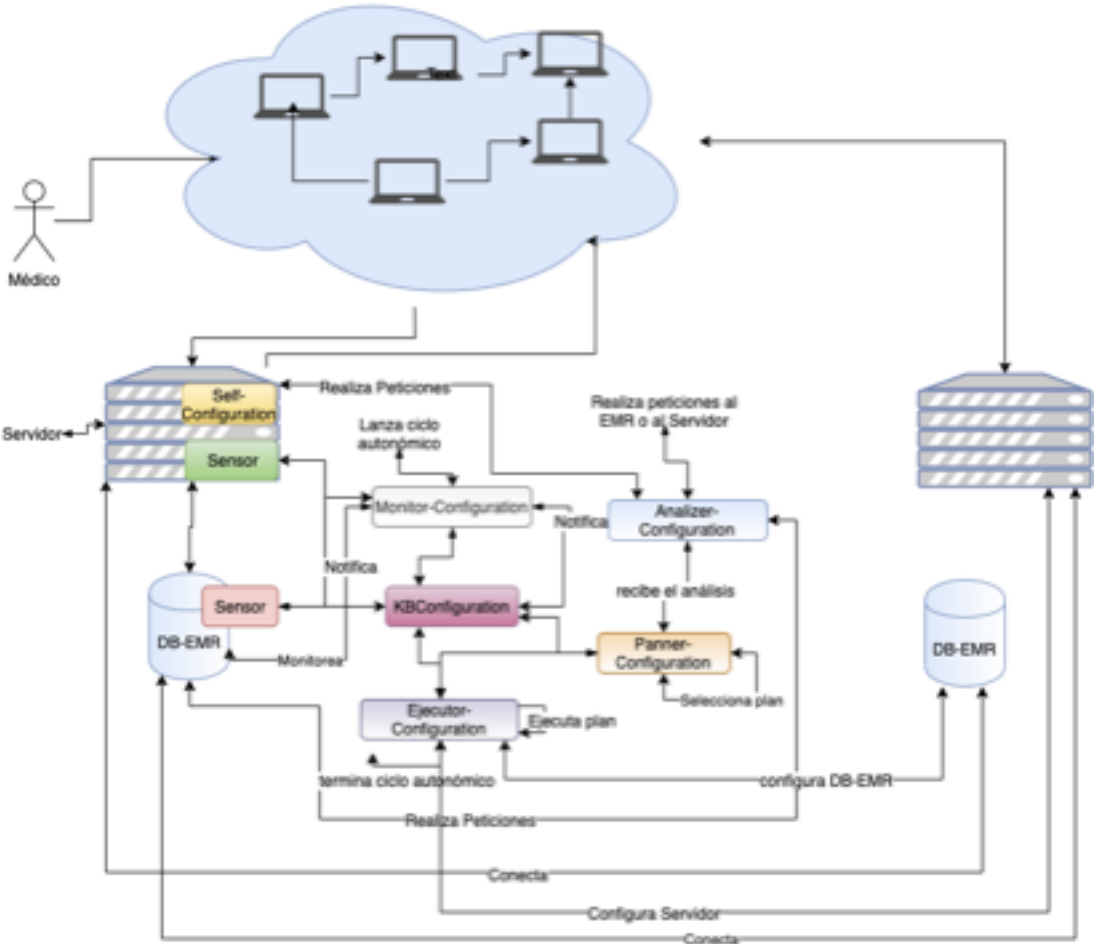 Médico
Self-
Configuration
Realiza Peticiones
Realiza peticiones al
EMR o al Servidor
Servidor
Lanza ciclo
autonómico
Sensor
Monitor-Configuration
Analizer-
Configuration
Notifica
Notifica
recibe el análisis
Sensor
KBConfiguration
DB-EMR
Panner-
Configuration
DB-EMR
Monitorea
Selecciona plan
Ejecutor-
Configuration
Ejecuta plan
termina ciclo autonómico
configura DB-EMR
Realiza Peticiones
Conecta
Configura Servidor
Conecta